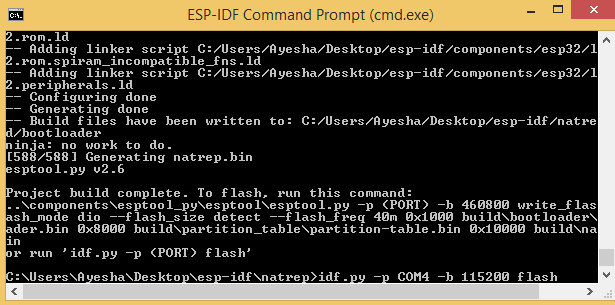 ESP-IDF Command Prompt (cmd.exe)
2.rom.ld
-- Adding linker script C:/Users/Ayesha/Desktop/esp-idf/components/esp32/l
2.rom.spiram_incompatible_fns.ld
-- Adding linker script C:/Users/Ayesha/Desktop/esp-idf/components/esp32/l
2.peripherals.ld
-- Configuring done
-- Generating done
-- Build files have been written to: C:/Users/Ayesha/Desktop/esp-idf/natre
d/bootloader
ninja: no work to do.
[588/588] Generating natrep.bin
esptool.py v2.6
Project build complete. To flash, run this command:
..\components\esptool_py\esptool\esptool.py -p (PORT) -b 460800 write_flas
ash_mode dio --flash_size detect --flash_freq 40m 0x1000 build\bootloader\
ader.bin 0x8000 build\partition_table\partition-table.bin 0x10000 build\na
in
or run 'idf.py -p (PORT) flash'
C:\Users\Ayesha\Desktop\esp-idf\natrep>idf.py -p COM4 -b 115200 flash